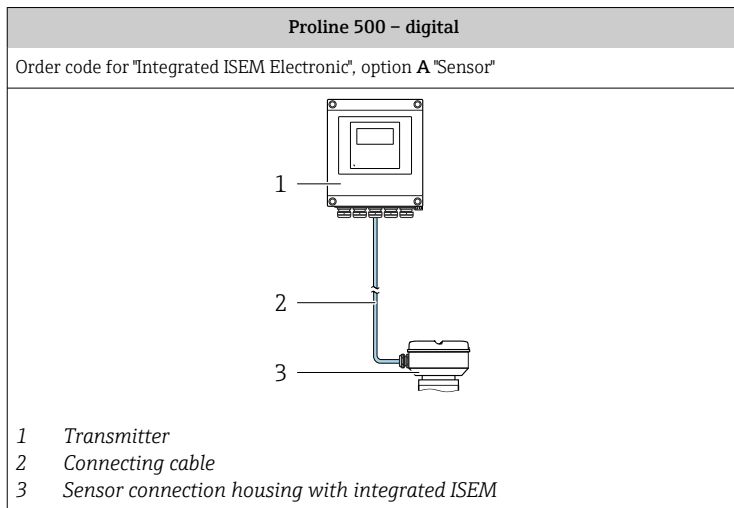 Proline 500 – digital
Order code for "Integrated ISEM Electronic", option A "Sensor"
1
2
3
1 Transmitter
2 Connecting cable
3 Sensor connection housing with integrated ISEM